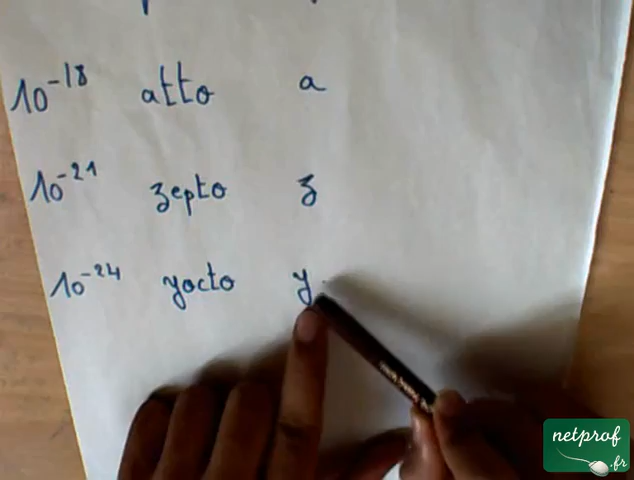 10⁻¹⁸ atto a
10⁻²¹ zepto z
10⁻²⁴ yocto y
netprof
.fr